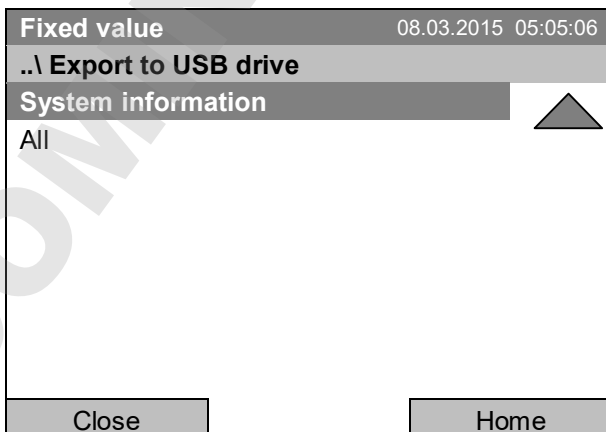 Fixed value 08.03.2015 05:05:06
..\ Export to USB drive
System information
All
Close Home